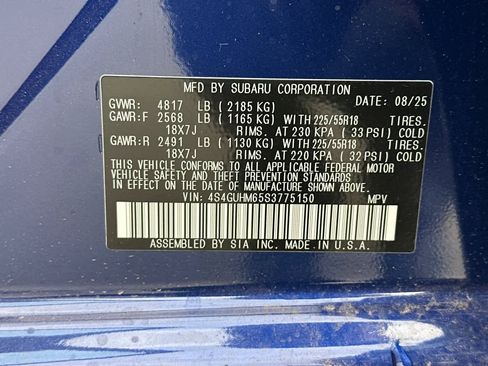 MFD BY SUBARU CORPORATION
GVWR: 4817 LB (2185 KG) DATE: 08/25
GAWR:F 2568 LB (1165 KG) WITH 225/55R18 TIRES.
18X7J RIMS. AT 230 KPA (33 PSI) COLD
GAWR:R 2491 LB (1130 KG) WITH 225/55R18 TIRES.
18X7J RIMS. AT 220 KPA (32 PSI) COLD
THIS VEHICLE CONFORMS TO ALL APPLICABLE FEDERAL MOTOR
VEHICLE SAFETY AND THEFT PREVENTION STANDARDS IN
EFFECT ON THE DATE OF MANUFACTURE SHOWN ABOVE.
VIN: 4S4GUHM65S3775150 MPV
ASSEMBLED BY SIA INC. MADE IN U.S.A.